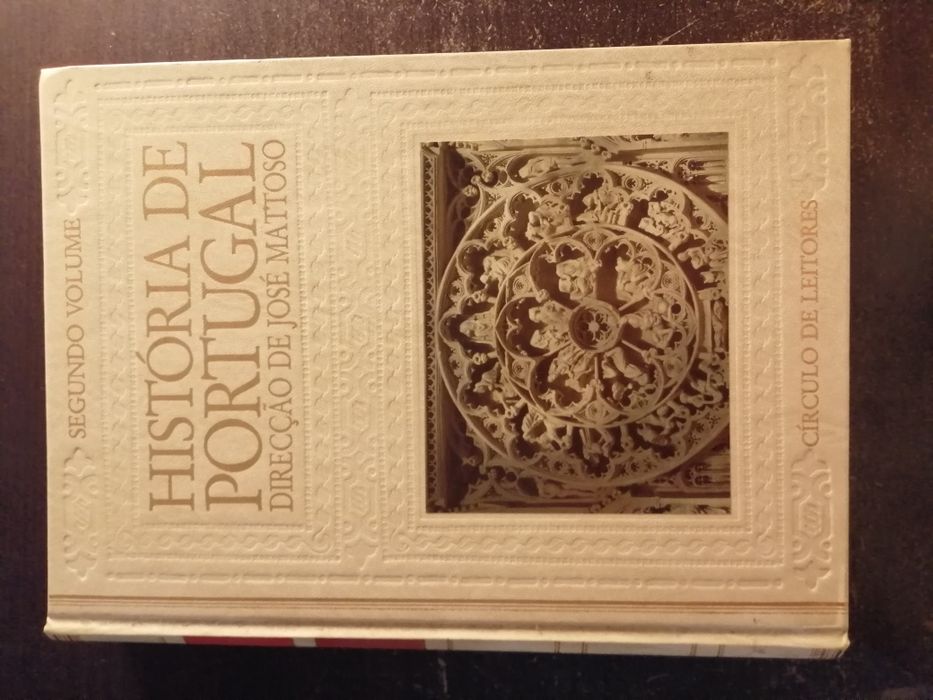 SEGUNDO VOLUME
HISTÓRIA DE
PORTUGAL
DIRECÇÃO DE JOSÉ MATTOSO
CÍRCULO DE LEITORES